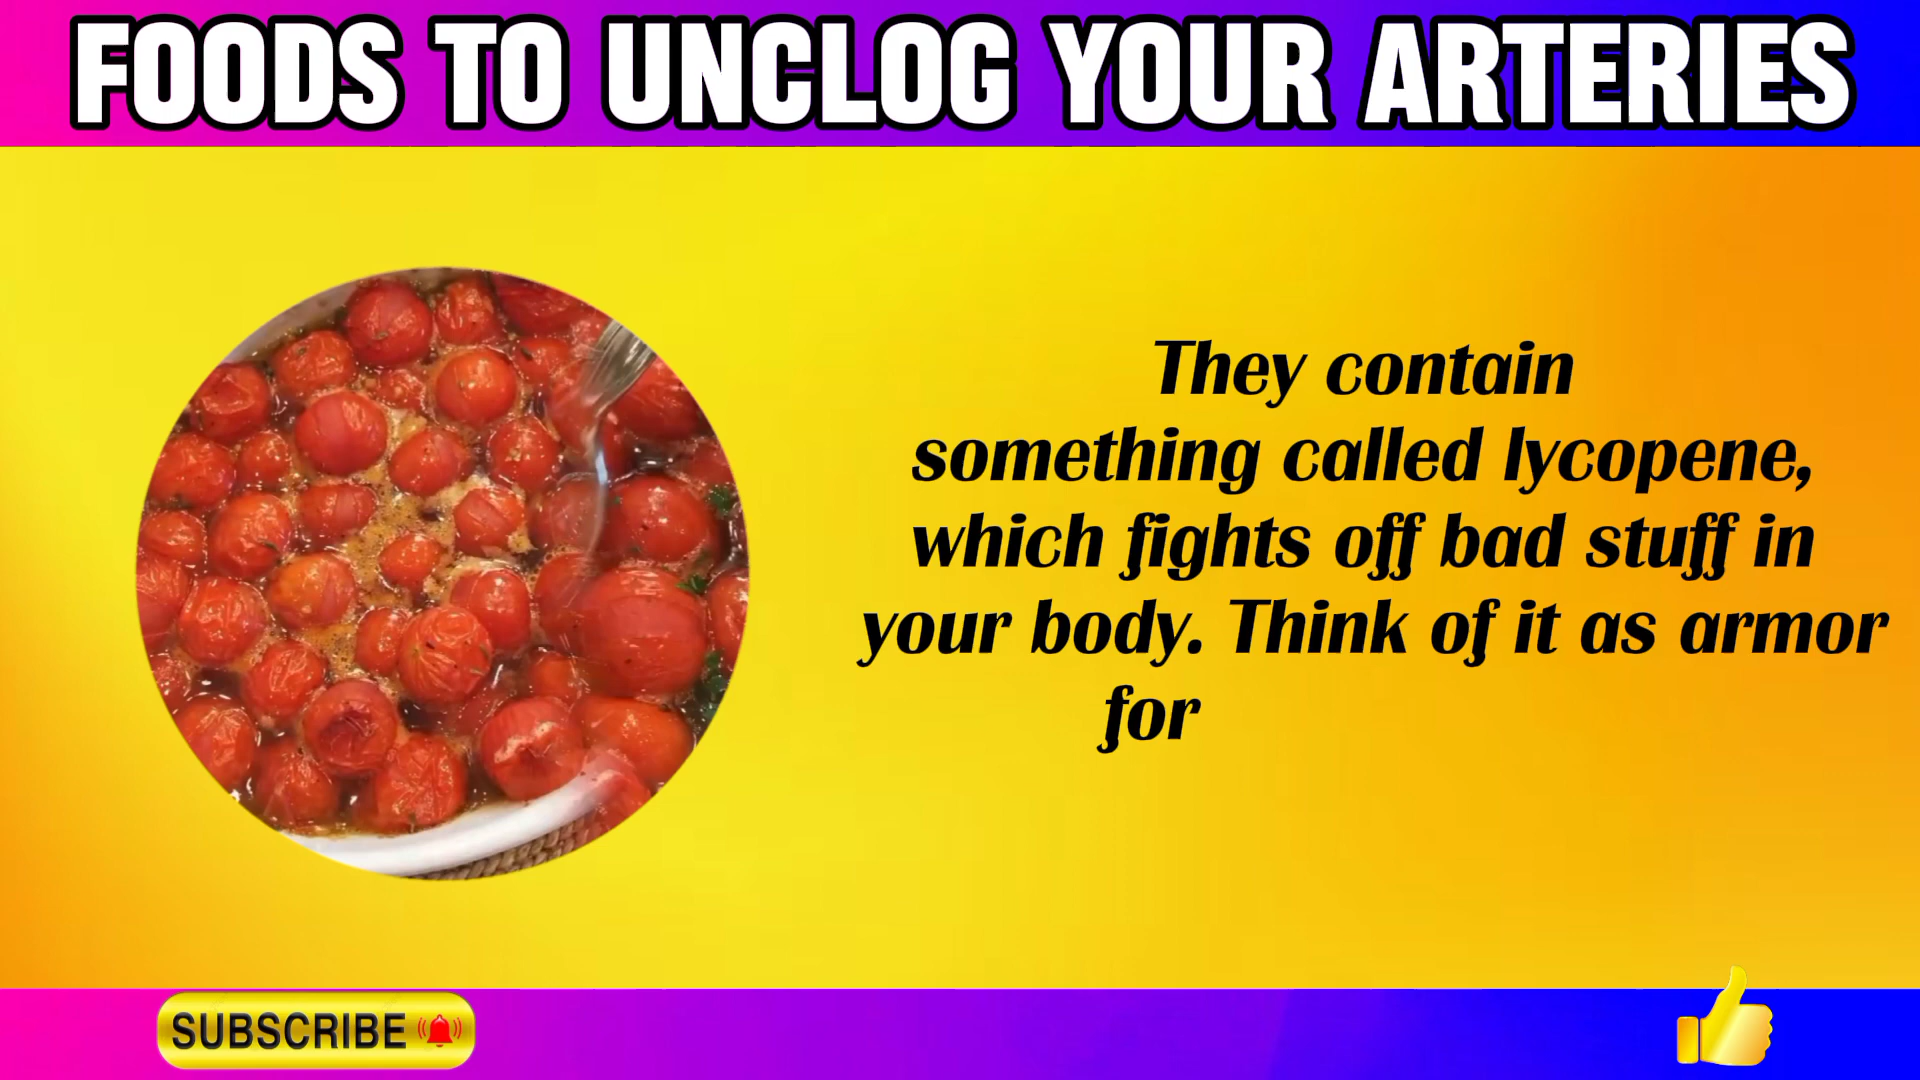 FOODS TO UNCLOG YOUR ARTERIES
They contain
something called lycopene,
which fights off bad stuff in
your body. Think of it as armor
for
SUBSCRIBE